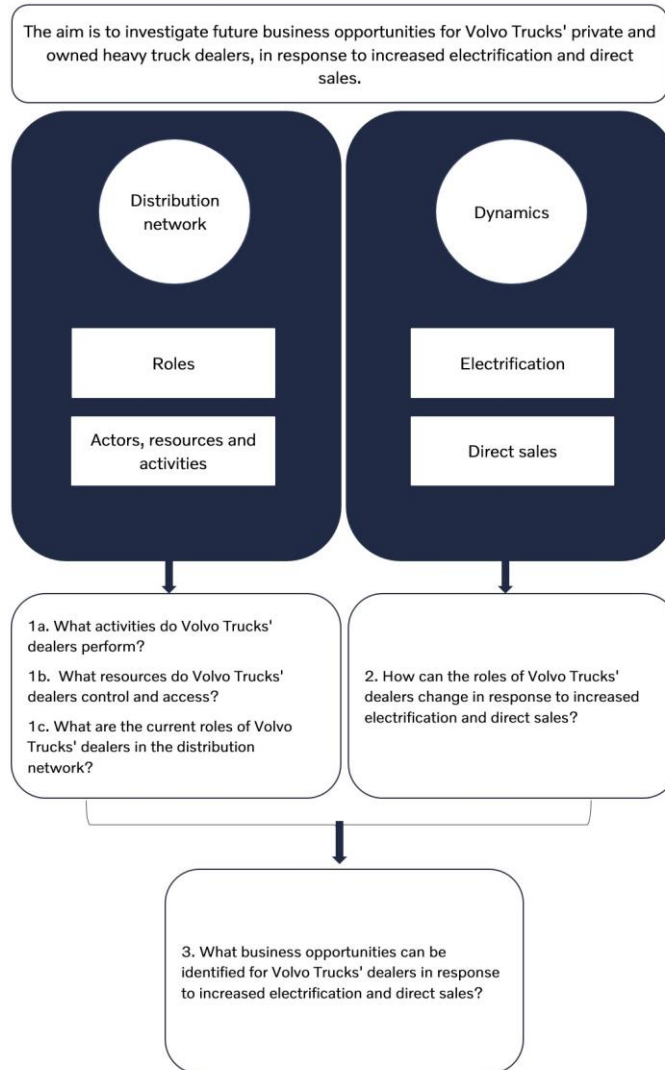 The aim is to investigate future business opportunities for Volvo Trucks' private and
owned heavy truck dealers, in response to increased electrification and direct
sales.
Distribution
network
Roles
Actors, resources and
activities
Dynamics
Electrification
Direct sales
1a. What activities do Volvo Trucks'
dealers perform?
1b. What resources do Volvo Trucks'
dealers control and access?
1c. What are the current roles of Volvo
Trucks' dealers in the distribution
network?
2. How can the roles of Volvo Trucks'
dealers change in response to increased
electrification and direct sales?
3. What business opportunities can be
identified for Volvo Trucks' dealers in response
to increased electrification and direct sales?